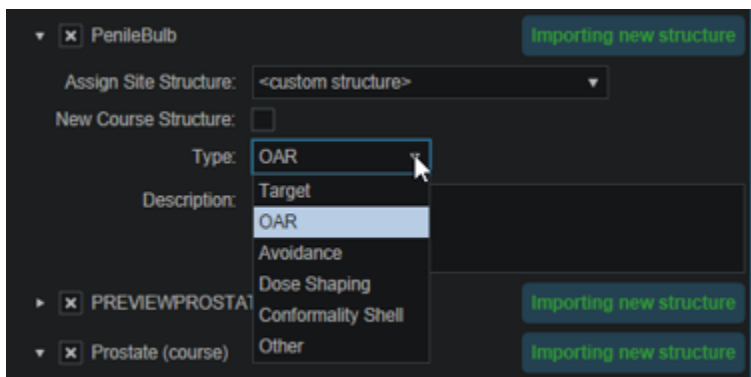 PenileBulb Importing new structure
Assign Site Structure: <custom structure>
New Course Structure:
Type: OAR
Target
Description:
OAR
Avoidance
Dose Shaping
PREVIEWPROSTAT Importing new structure
Conformality Shell
Prostate (course) Importing new structure
Other